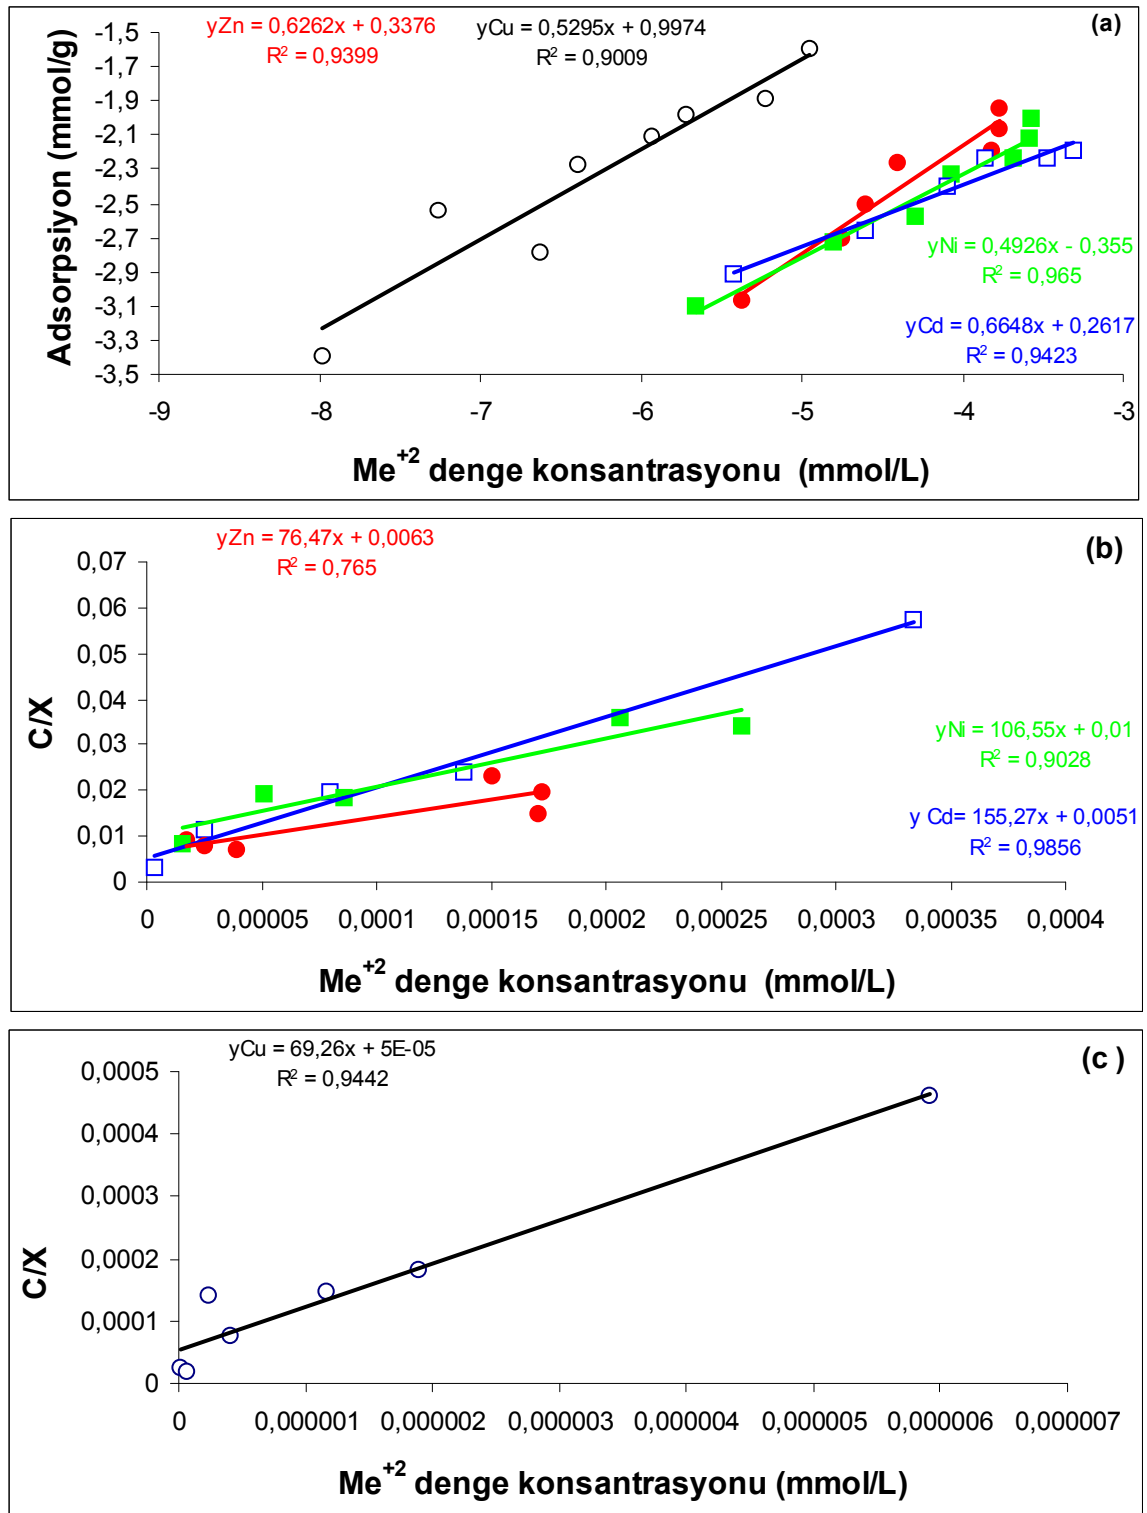 yZn = 0,6262x + 0,3376
R² = 0,9399
yCu = 0,5295x + 0,9974
R² = 0,9009
(a)
-1,5
-1,7
-1,9
-2,1
-2,3
-2,5
-2,7
-2,9
-3,1
-3,3
-3,5
Adsorpsiyon (mmol/g)
yNi = 0,4926x - 0,355
R² = 0,965
yCd = 0,6648x + 0,2617
R² = 0,9423
-9 -8 -7 -6 -5 -4 -3
Me⁺² denge konsantrasyonu (mmol/L)
yZn = 76,47x + 0,0063
R² = 0,765
(b)
0,07
0,06
0,05
0,04
0,03
0,02
0,01
0
C/X
yNi = 106,55x + 0,01
R² = 0,9028
y Cd= 155,27x + 0,0051
R² = 0,9856
0 0,00005 0,0001 0,00015 0,0002 0,00025 0,0003 0,00035 0,0004
Me⁺² denge konsantrasyonu (mmol/L)
yCu = 69,26x + 5E-05
R² = 0,9442
(c )
0,0005
0,0004
0,0003
0,0002
0,0001
0
C/X
0 0,000001 0,000002 0,000003 0,000004 0,000005 0,000006 0,000007
Me⁺² denge konsantrasyonu (mmol/L)